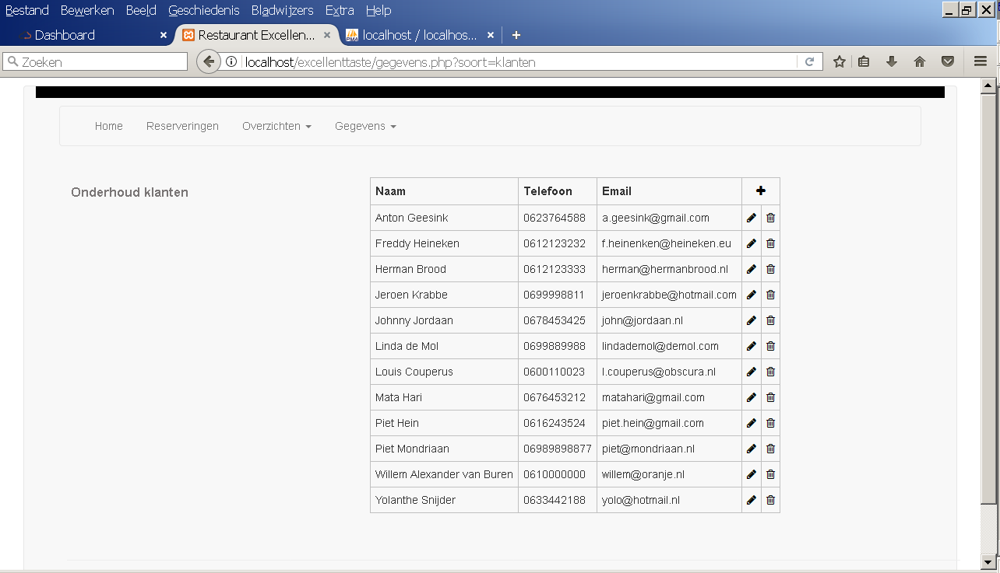 Bestand Bewerken Beeld Geschiedenis Bladwijzers Extra Help
Dashboard Restaurant Excellen... localhost / localhos...
Zoeken localhost/excellenttaste/gegevens.php?soort=klanten
Home Reserveringen Overzichten Gegevens
Onderhoud klanten
Naam Telefoon Email
Anton Geesink 0623764588 a.geesink@gmail.com
Freddy Heineken 0612123232 f.heinenken@heineken.eu
Herman Brood 0612123333 herman@hermanbrood.nl
Jeroen Krabbe 0699998811 jeroenkrabbe@hotmail.com
Johnny Jordaan 0678453425 john@jordaan.nl
Linda de Mol 0699889988 lindademol@demol.com
Louis Couperus 0600110023 l.couperus@obscura.nl
Mata Hari 0676453212 matahari@gmail.com
Piet Hein 0616243524 piet.hein@gmail.com
Piet Mondriaan 06989898877 piet@mondriaan.nl
Willem Alexander van Buren 0610000000 willem@oranje.nl
Yolanthe Snijder 0633442188 yolo@hotmail.nl